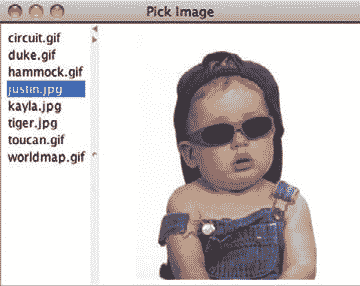 Pick Image
circuit.gif
duke.gif
hammock.gif
justin.jpg
kayla.jpg
tiger.jpg
toucan.gif
worldmap.gif